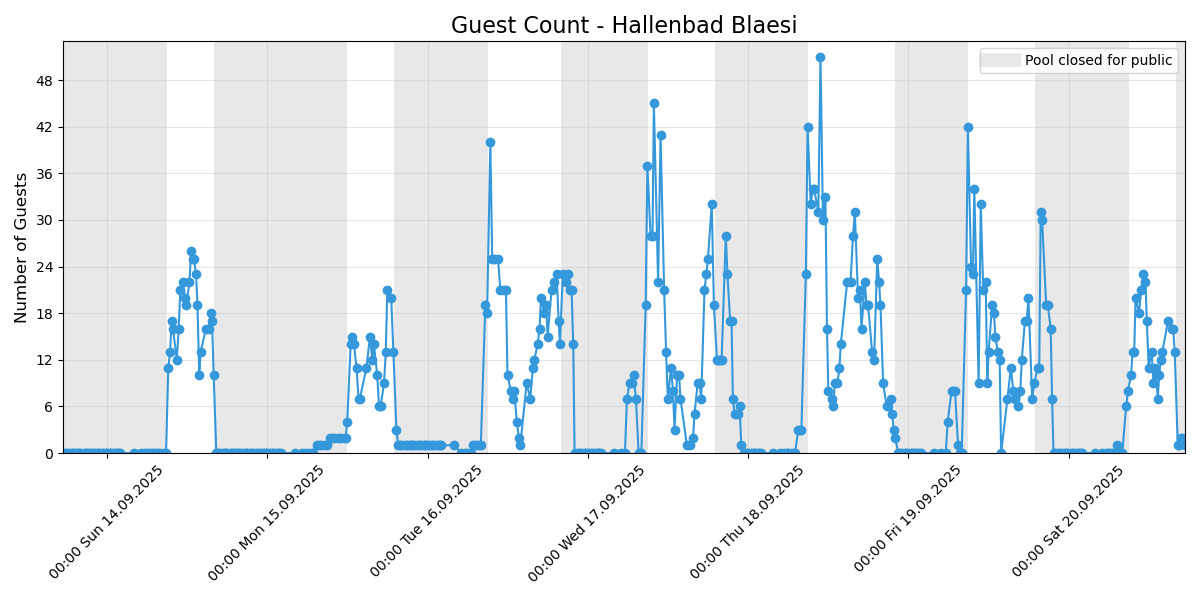 Guest Count - Hallenbad Blaesi
Pool closed for public
Number of Guests
48
42
36
30
24
18
12
6
0
00:00 Sun 14.09.2025
00:00 Mon 15.09.2025
00:00 Tue 16.09.2025
00:00 Wed 17.09.2025
00:00 Thu 18.09.2025
00:00 Fri 19.09.2025
00:00 Sat 20.09.2025